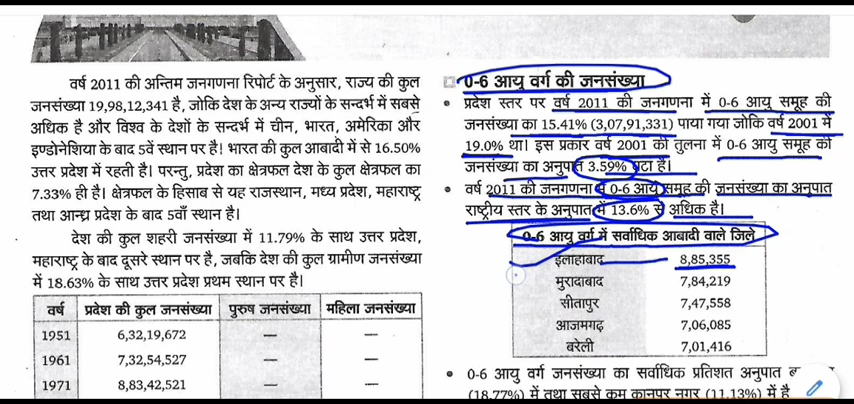 वर्ष 2011 की अन्तिम जनगणना रिपोर्ट के अनुसार, राज्य की कुल
जनसंख्या 19,98,12,341 है, जोकि देश के अन्य राज्यों के सन्दर्भ में सबसे
अधिक है और विश्व के देशों के सन्दर्भ में चीन, भारत, अमेरिका और
इण्डोनेशिया के बाद 5वें स्थान पर है। भारत की कुल आबादी में से 16.50%
उत्तर प्रदेश में रहती है। परन्तु, प्रदेश का क्षेत्रफल देश के कुल क्षेत्रफल का
7.33% ही है। क्षेत्रफल के हिसाब से यह राजस्थान, मध्य प्रदेश, महाराष्ट्र
तथा आन्ध्र प्रदेश के बाद 5वाँ स्थान है।
देश की कुल शहरी जनसंख्या में 11.79% के साथ उत्तर प्रदेश,
महाराष्ट्र के बाद दूसरे स्थान पर है, जबकि देश की कुल ग्रामीण जनसंख्या
में 18.63% के साथ उत्तर प्रदेश प्रथम स्थान पर है।
वर्ष प्रदेश की कुल जनसंख्या पुरुष जनसंख्या महिला जनसंख्या
1951 6,32,19,672 — —
1961 7,32,54,527 — —
1971 8,83,42,521 — —
0-6 आयु वर्ग की जनसंख्या
• प्रदेश स्तर पर वर्ष 2011 की जनगणना में 0-6 आयु समूह की
जनसंख्या का 15.41% (3,07,91,331) पाया गया जोकि वर्ष 2001 में
19.0% था। इस प्रकार वर्ष 2001 की तुलना में 0-6 आयु समूह की
जनसंख्या का अनुपात 3.59% घटा है।
• वर्ष 2011 की जनगणना में 0-6 आयु समूह की जनसंख्या का अनुपात
राष्ट्रीय स्तर के अनुपात में 13.6% से अधिक है।
0-6 आयु वर्ग में सर्वाधिक आबादी वाले जिले
इलाहाबाद 8,85,355
मुरादाबाद 7,84,219
सीतापुर 7,47,558
आजमगढ़ 7,06,085
बरेली 7,01,416
• 0-6 आयु वर्ग जनसंख्या का सर्वाधिक प्रतिशत अनुपात
(18.77%) में तथा सबसे कम कानपुर नगर (11.13%) में है